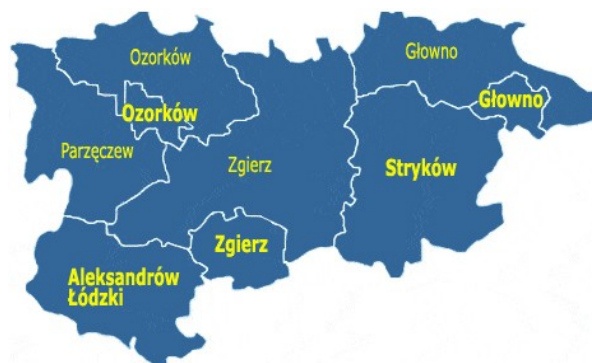 Ozorków
Głowno
Ozorków
Głowno
Parzęczew
Zgierz
Stryków
Zgierz
Aleksandrów
Łódzki